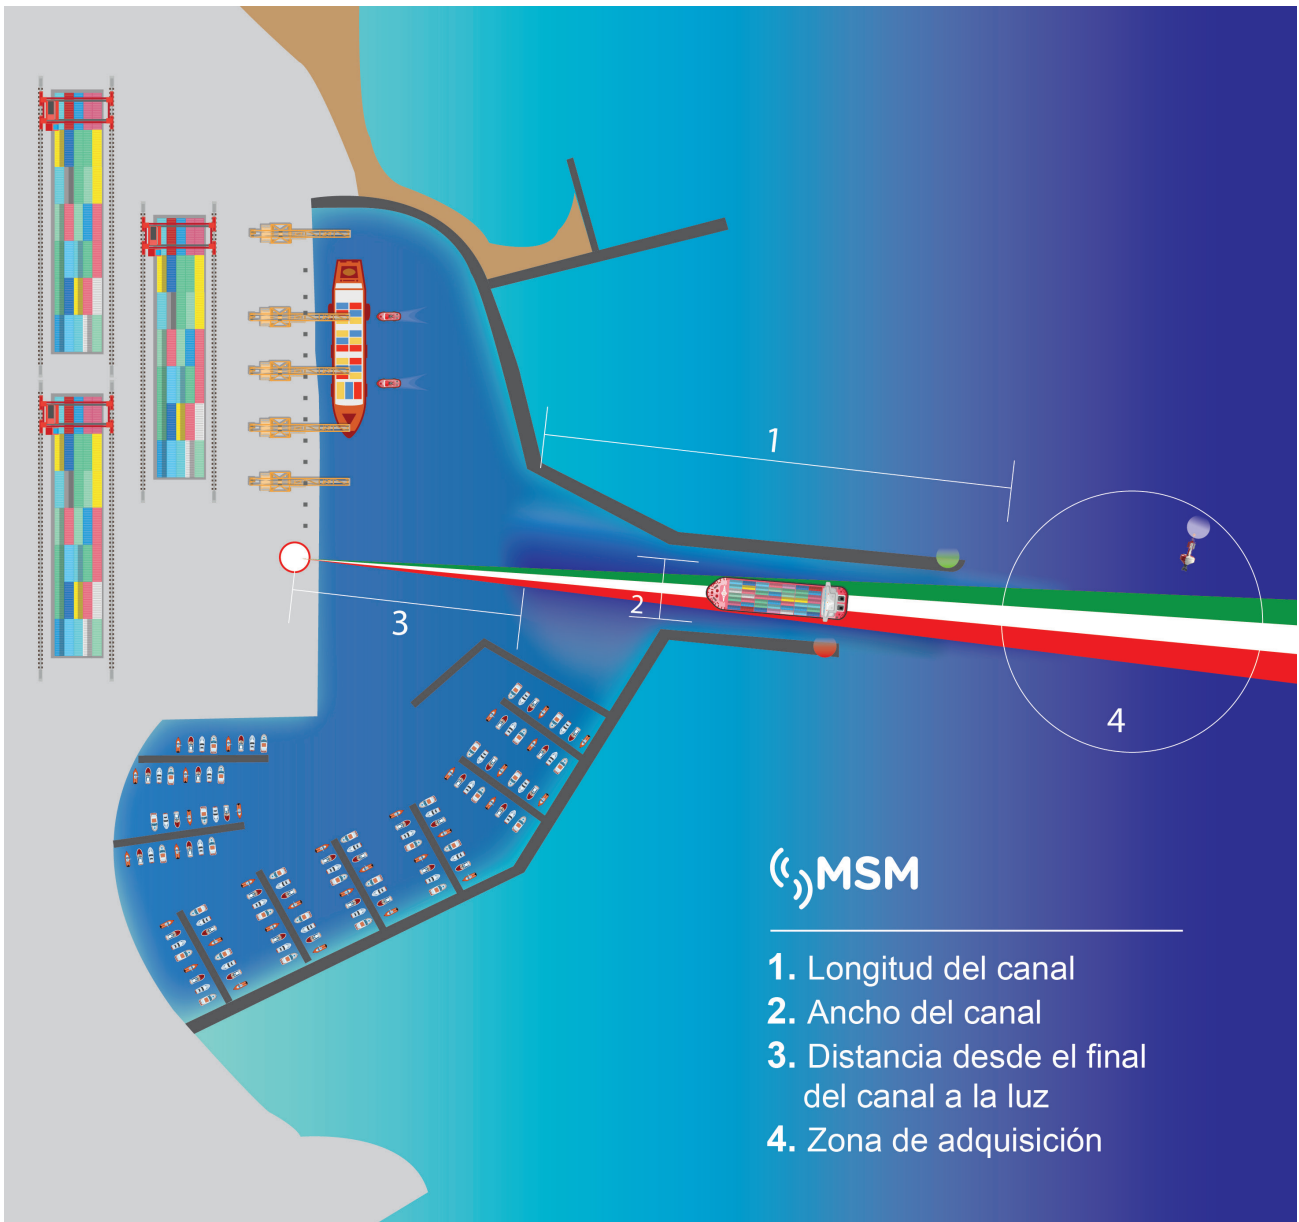 1
2
3
4
MSM
1. Longitud del canal
2. Ancho del canal
3. Distancia desde el final
del canal a la luz
4. Zona de adquisición